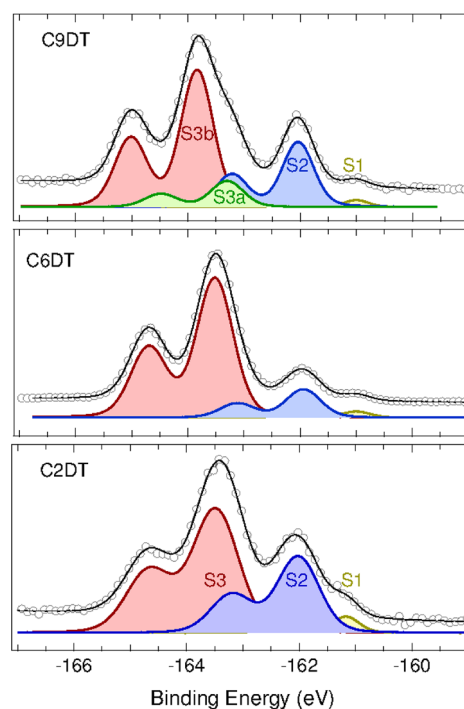 C9DT
S3b
S2
S1
S3a
C6DT
C2DT
S3
S2
S1
-166 -164 -162 -160
Binding Energy (eV)